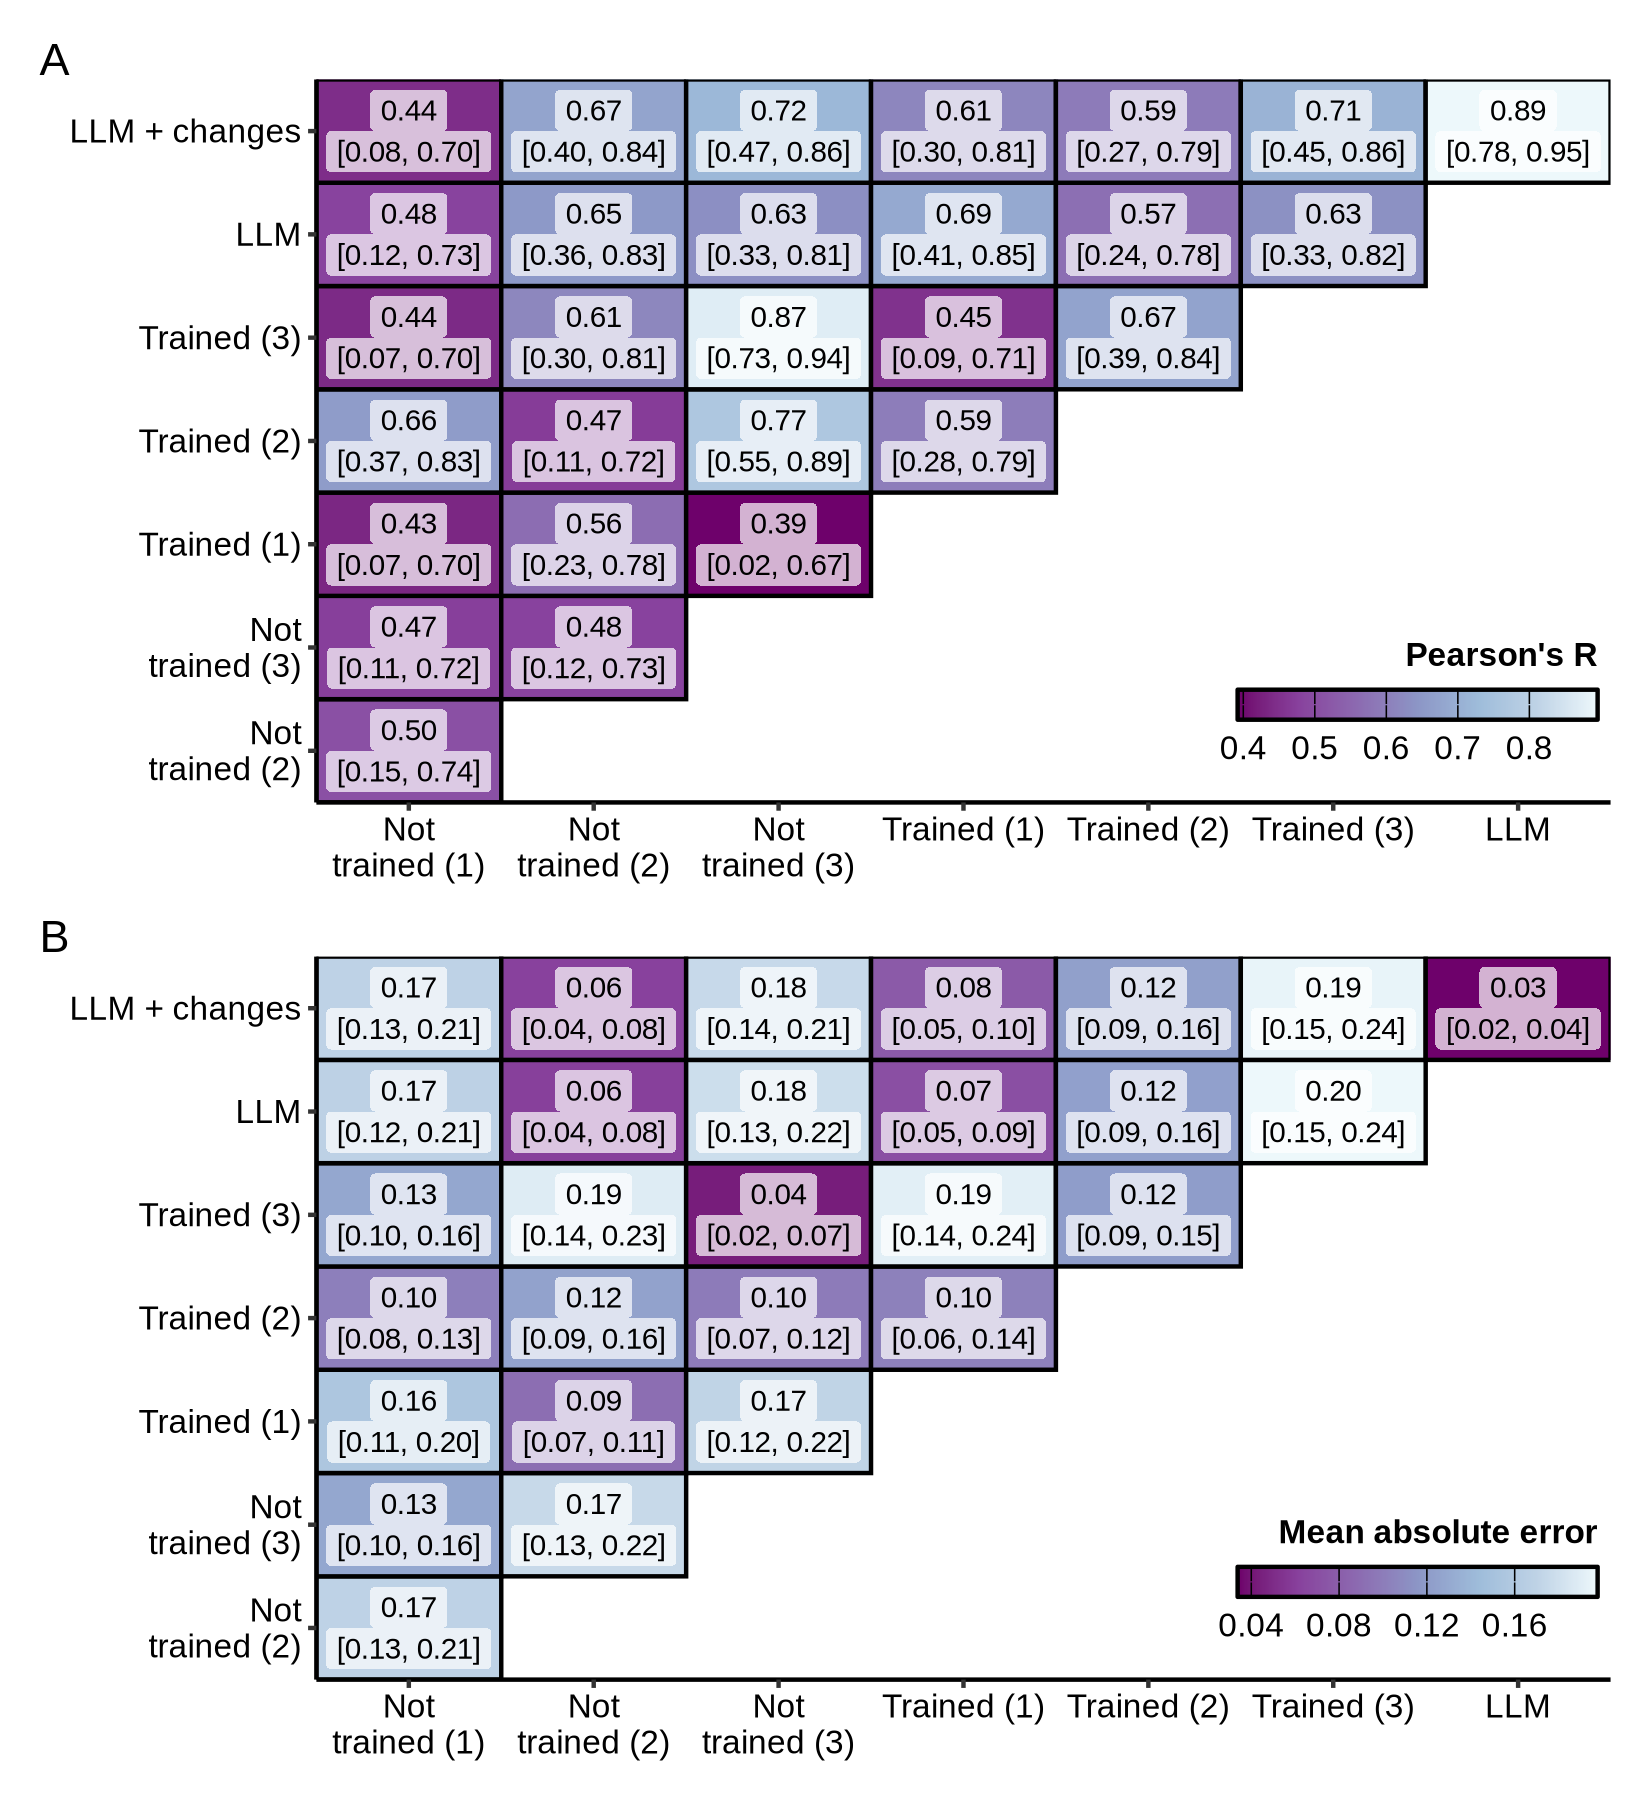 A
LLM + changes
0.44
0.67
0.72
0.61
0.59
0.71
0.89
[0.08, 0.70]
[0.40, 0.84]
[0.47, 0.86]
[0.30, 0.81]
[0.27, 0.79]
[0.45, 0.86]
[0.78, 0.95]
LLM
0.48
0.65
0.63
0.69
0.57
0.63
[0.12, 0.73]
[0.36, 0.83]
[0.33, 0.81]
[0.41, 0.85]
[0.24, 0.78]
[0.33, 0.82]
Trained (3)
0.44
0.61
0.87
0.45
0.67
[0.07, 0.70]
[0.30, 0.81]
[0.73, 0.94]
[0.09, 0.71]
[0.39, 0.84]
Trained (2)
0.66
0.47
0.77
0.59
[0.37, 0.83]
[0.11, 0.72]
[0.55, 0.89]
[0.28, 0.79]
Trained (1)
0.43
0.56
0.39
[0.07, 0.70]
[0.23, 0.78]
[0.02, 0.67]
Not
trained (3)
0.47
0.48
[0.11, 0.72]
[0.12, 0.73]
Not
trained (2)
0.50
[0.15, 0.74]
Pearson's R
0.4 0.5 0.6 0.7 0.8
Not
trained (1)
Not
trained (2)
Not
trained (3)
Trained (1)
Trained (2)
Trained (3)
LLM
B
LLM + changes
0.17
0.06
0.18
0.08
0.12
0.19
0.03
[0.13, 0.21]
[0.04, 0.08]
[0.14, 0.21]
[0.05, 0.10]
[0.09, 0.16]
[0.15, 0.24]
[0.02, 0.04]
LLM
0.17
0.06
0.18
0.07
0.12
0.20
[0.12, 0.21]
[0.04, 0.08]
[0.13, 0.22]
[0.05, 0.09]
[0.09, 0.16]
[0.15, 0.24]
Trained (3)
0.13
0.19
0.04
0.19
0.12
[0.10, 0.16]
[0.14, 0.23]
[0.02, 0.07]
[0.14, 0.24]
[0.09, 0.15]
Trained (2)
0.10
0.12
0.10
0.10
[0.08, 0.13]
[0.09, 0.16]
[0.07, 0.12]
[0.06, 0.14]
Trained (1)
0.16
0.09
0.17
[0.11, 0.20]
[0.07, 0.11]
[0.12, 0.22]
Not
trained (3)
0.13
0.17
[0.10, 0.16]
[0.13, 0.22]
Not
trained (2)
0.17
[0.13, 0.21]
Mean absolute error
0.04 0.08 0.12 0.16
Not
trained (1)
Not
trained (2)
Not
trained (3)
Trained (1)
Trained (2)
Trained (3)
LLM